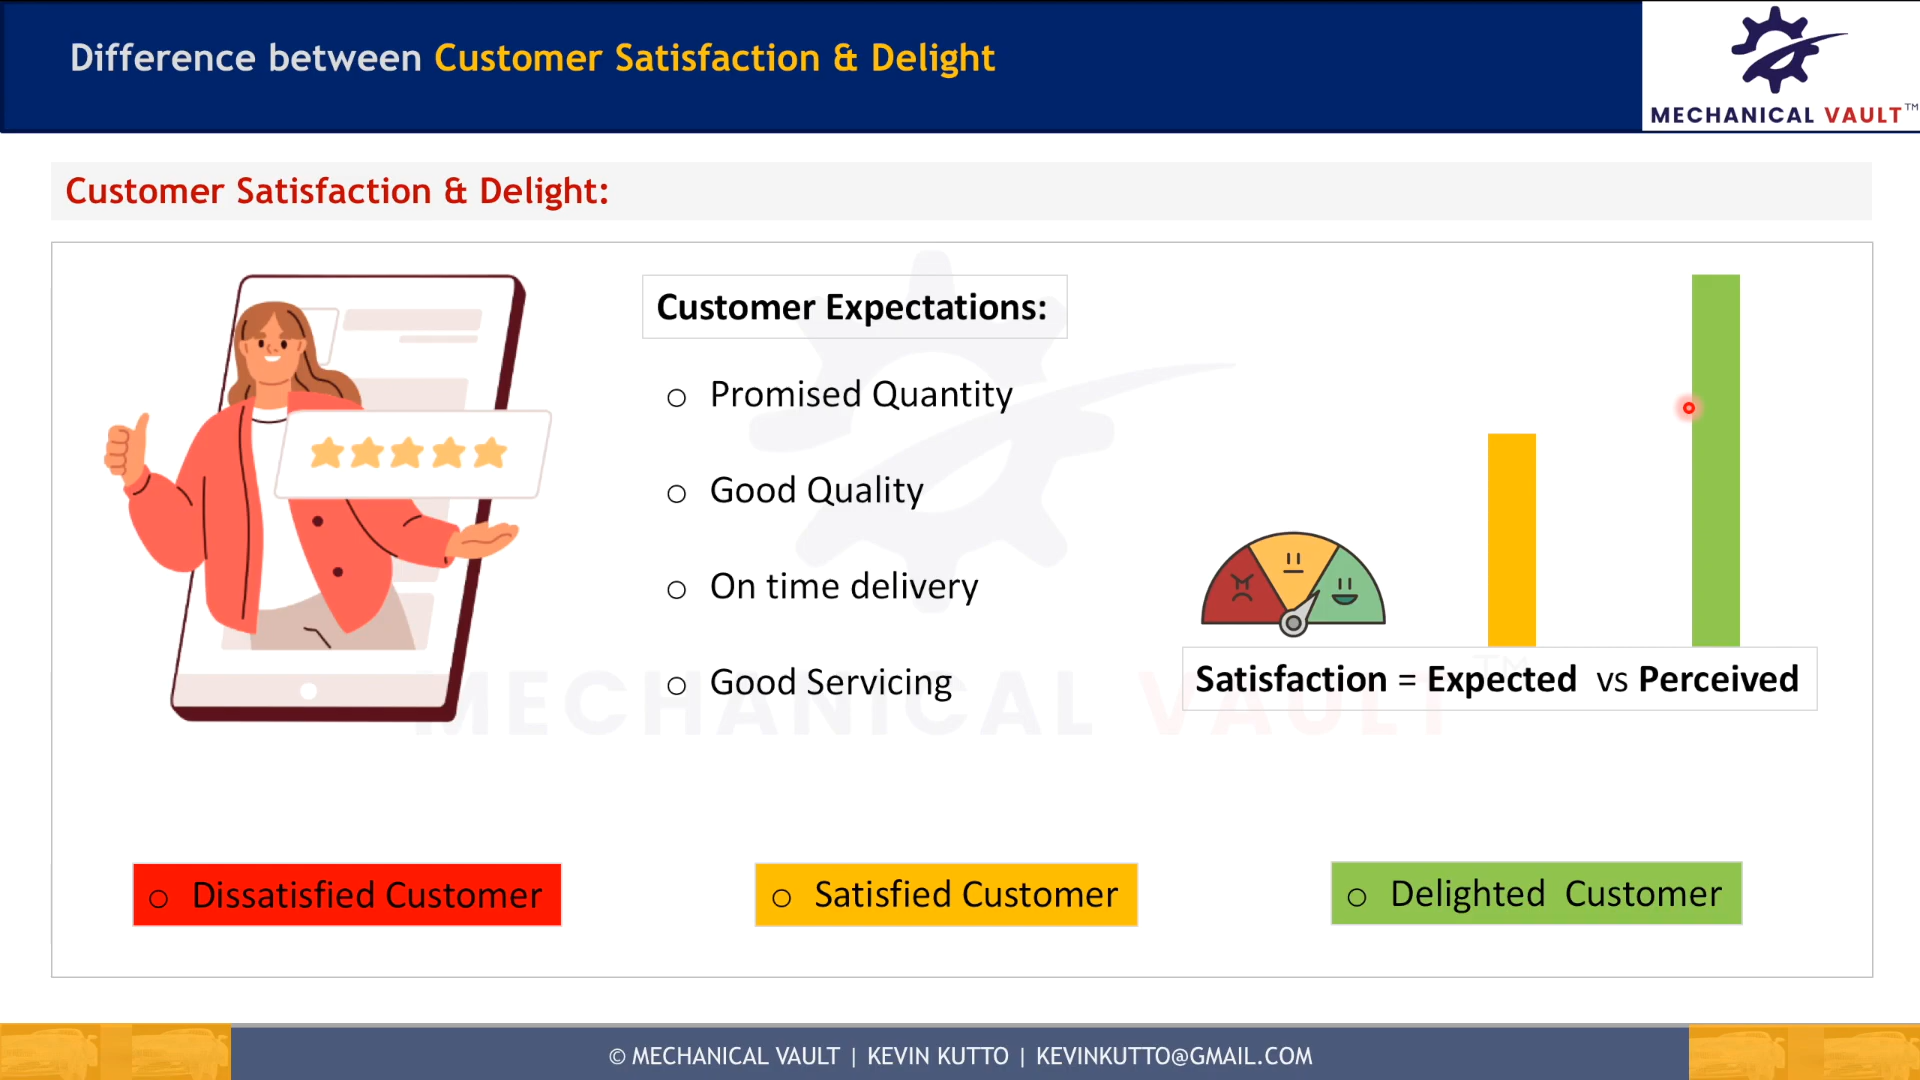 Difference between Customer Satisfaction & Delight
MECHANICAL VAULT™
Customer Satisfaction & Delight:
Customer Expectations:
o Promised Quantity
o Good Quality
o On time delivery
o Good Servicing
Satisfaction = Expected vs Perceived
MECHANICAL VAULT™
o Dissatisfied Customer
o Satisfied Customer
o Delighted Customer
© MECHANICAL VAULT | KEVIN KUTTO | KEVINKUTTO@GMAIL.COM